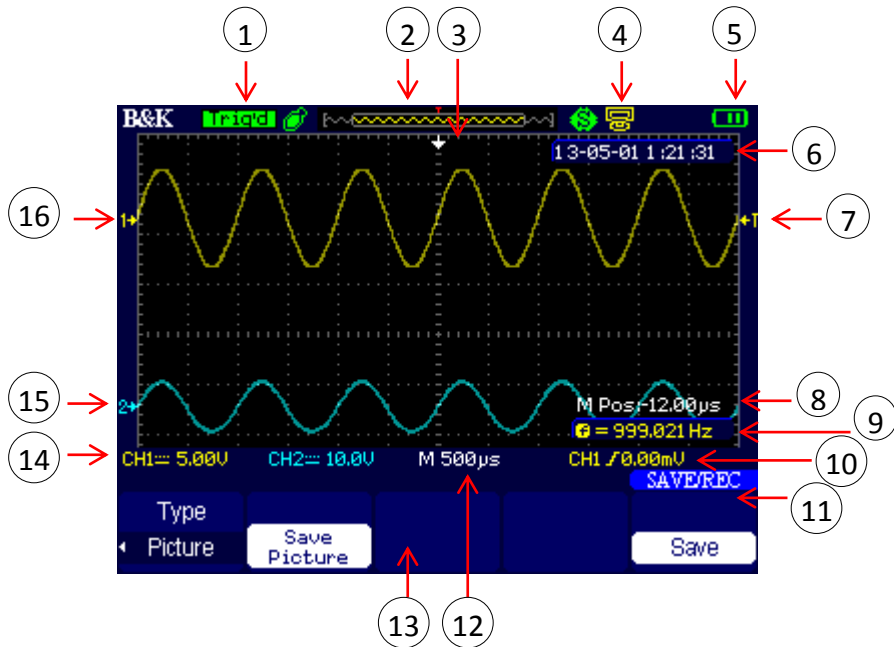 1 2 3 4 5
B&K Trig'd T S
13-05-01 1:21:31 6
16 1 T 7
15 2 M Pos:-12.00µs 8
f = 999.021Hz 9
14 CH1 5.00V CH2 10.0V M 500µs CH1 0.00mV 10
SAVE/REC 11
Type
Picture Save Picture Save
13 12